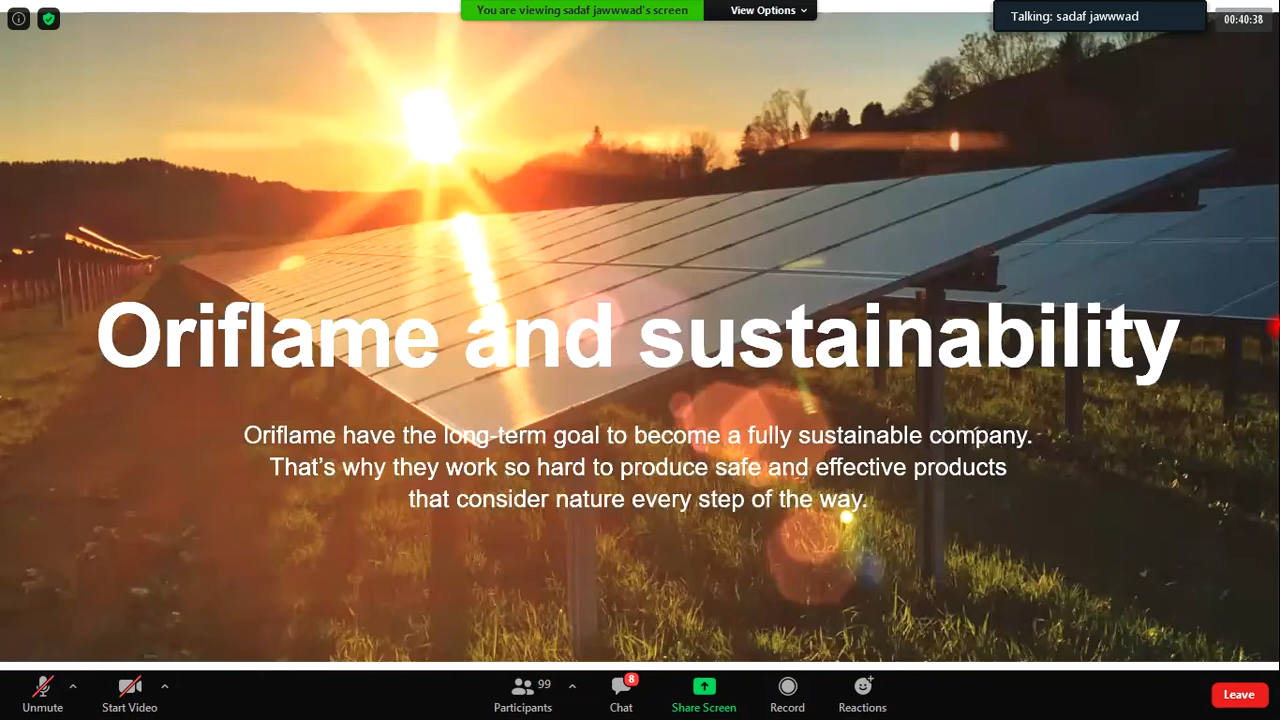 You are viewing sadaf jawwwad's screen
View Options
Talking: sadaf jawwwad
00:40:38
Oriflame and sustainability
Oriflame have the long-term goal to become a fully sustainable company.
That's why they work so hard to produce safe and effective products
that consider nature every step of the way.
99
8
Unmute
Start Video
Participants
Chat
Share Screen
Record
Reactions
Leave